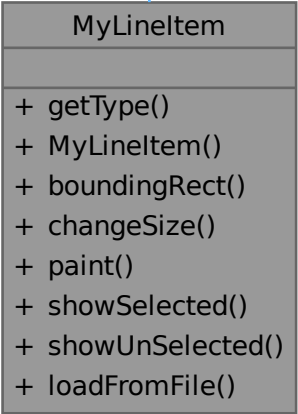 MyLineItem
+ getType()
+ MyLineItem()
+ boundingRect()
+ changeSize()
+ paint()
+ showSelected()
+ showUnSelected()
+ loadFromFile()